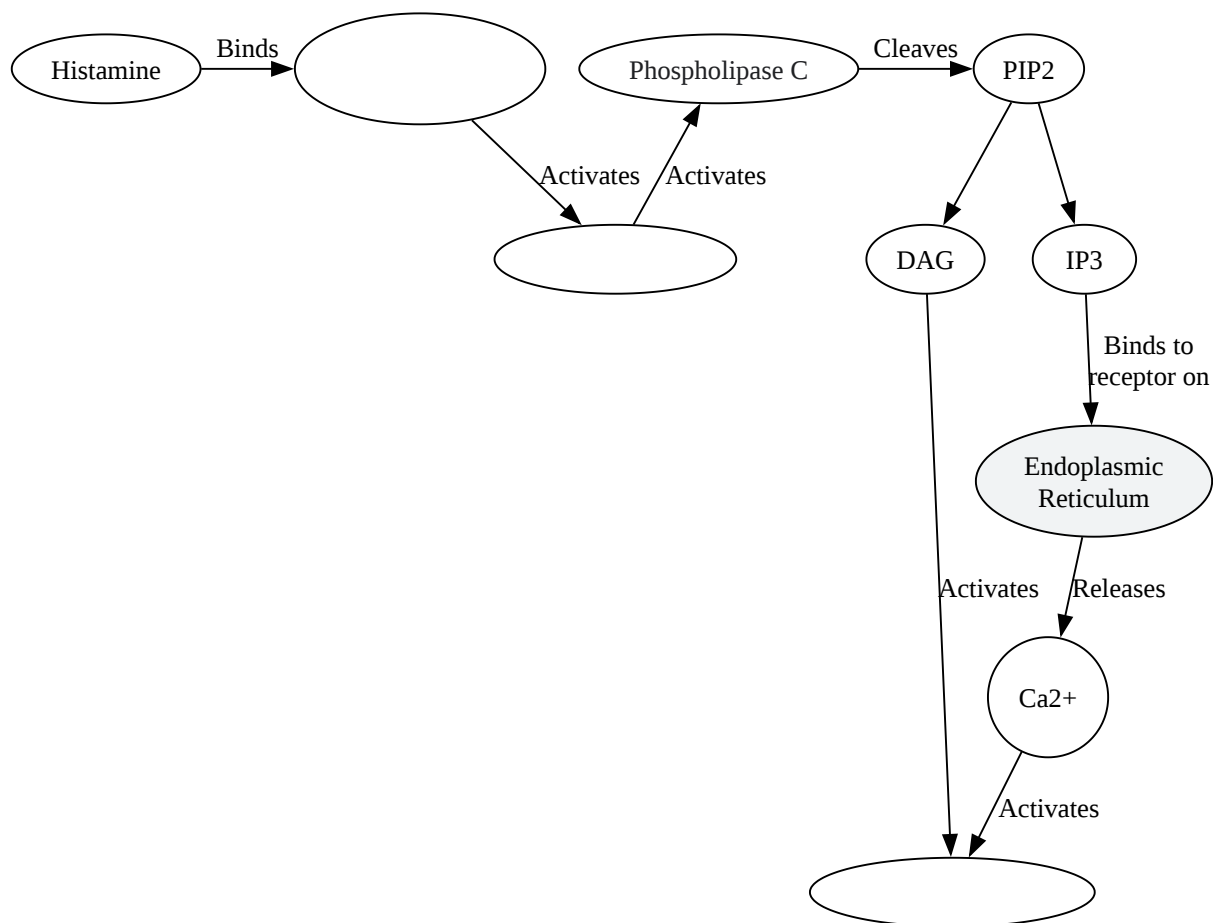 Histamine
Binds
Phospholipase C
Cleaves
PIP2
Activates
Activates
DAG
IP3
Binds to
receptor on
Endoplasmic
Reticulum
Activates
Releases
Ca2+
Activates